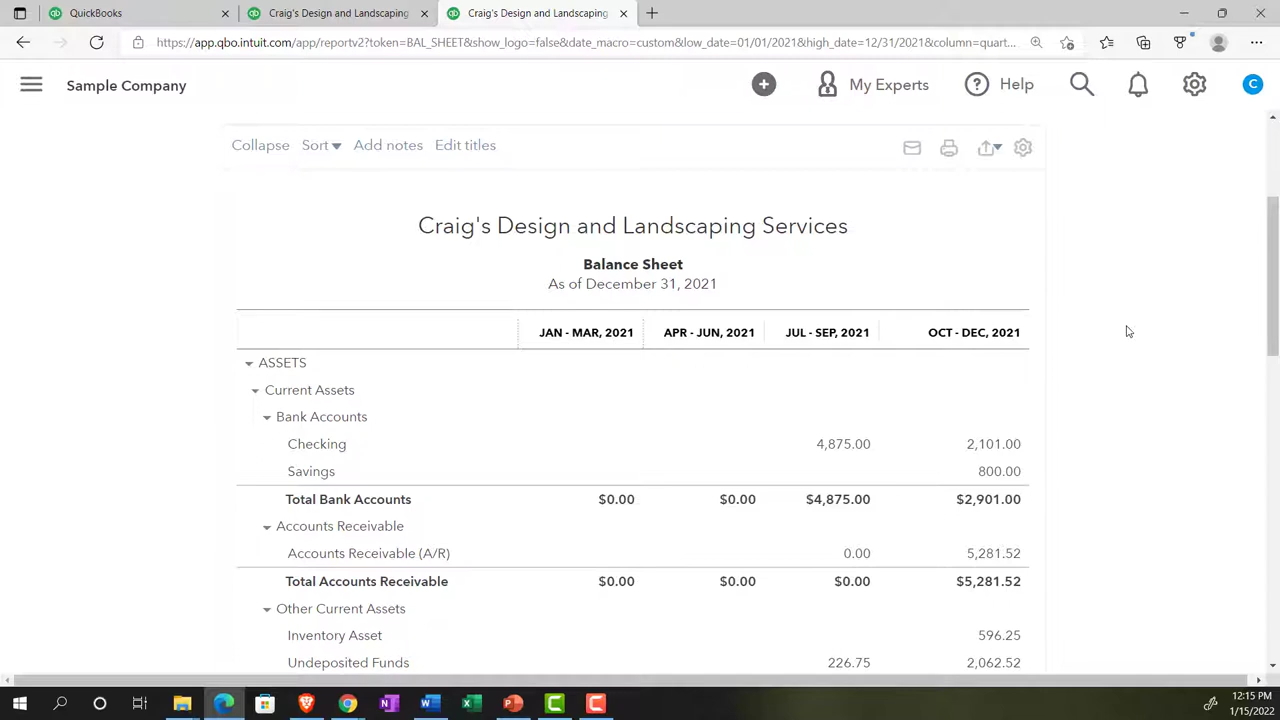 QuickBooks
Craig's Design and Landscaping
Craig's Design and Landscaping
https://app.qbo.intuit.com/app/reportv2?token=BAL_SHEET&show_logo=false&date_macro=custom&low_date=01/01/2021&high_date=12/31/2021&column=quart...
Sample Company
My Experts
Help
C
Collapse Sort Add notes Edit titles
Craig's Design and Landscaping Services
Balance Sheet
As of December 31, 2021
JAN - MAR, 2021 APR - JUN, 2021 JUL - SEP, 2021 OCT - DEC, 2021
ASSETS
Current Assets
Bank Accounts
Checking 4,875.00 2,101.00
Savings 800.00
Total Bank Accounts $0.00 $0.00 $4,875.00 $2,901.00
Accounts Receivable
Accounts Receivable (A/R) 0.00 5,281.52
Total Accounts Receivable $0.00 $0.00 $0.00 $5,281.52
Other Current Assets
Inventory Asset 596.25
Undeposited Funds 226.75 2,062.52
12:15 PM
1/15/2022